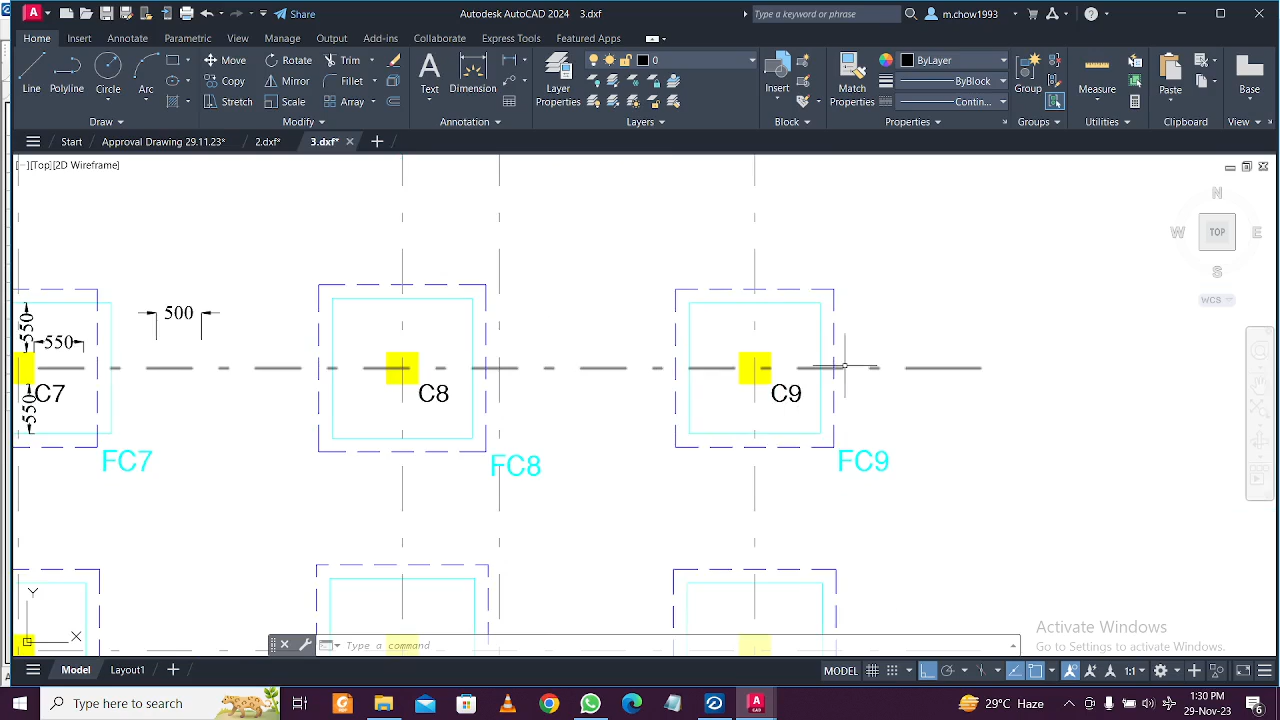 Share
Autodesk AutoCAD 2024 3.dxf
Type a keyword or phrase
m.chow1993
Home Insert Annotate Parametric View Manage Output Add-ins Collaborate Express Tools Featured Apps
Line Polyline Circle Arc
Move Rotate Trim
Copy Mirror Fillet
Stretch Scale Array
Text Dimension
Layer Properties
0
Insert
Match Properties
ByLayer
ByBlock
Contin...
Group
Measure
Paste
Base
Draw Modify Annotation Layers Block Properties Groups Utilities Clipboard View
Start Approval Drawing 29.11.23* 2.dxf* 3.dxf*
[−][Top][2D Wireframe]
N
W TOP E
S
WCS
550
500
550
C7 C8 C9
550
FC7 FC8 FC9
Y
X
Type a command
Activate Windows
Go to Settings to activate Windows.
Model Layout1
MODEL
1:1
Type here to search
29°C Haze
1:30 PM
29-Nov-23
6